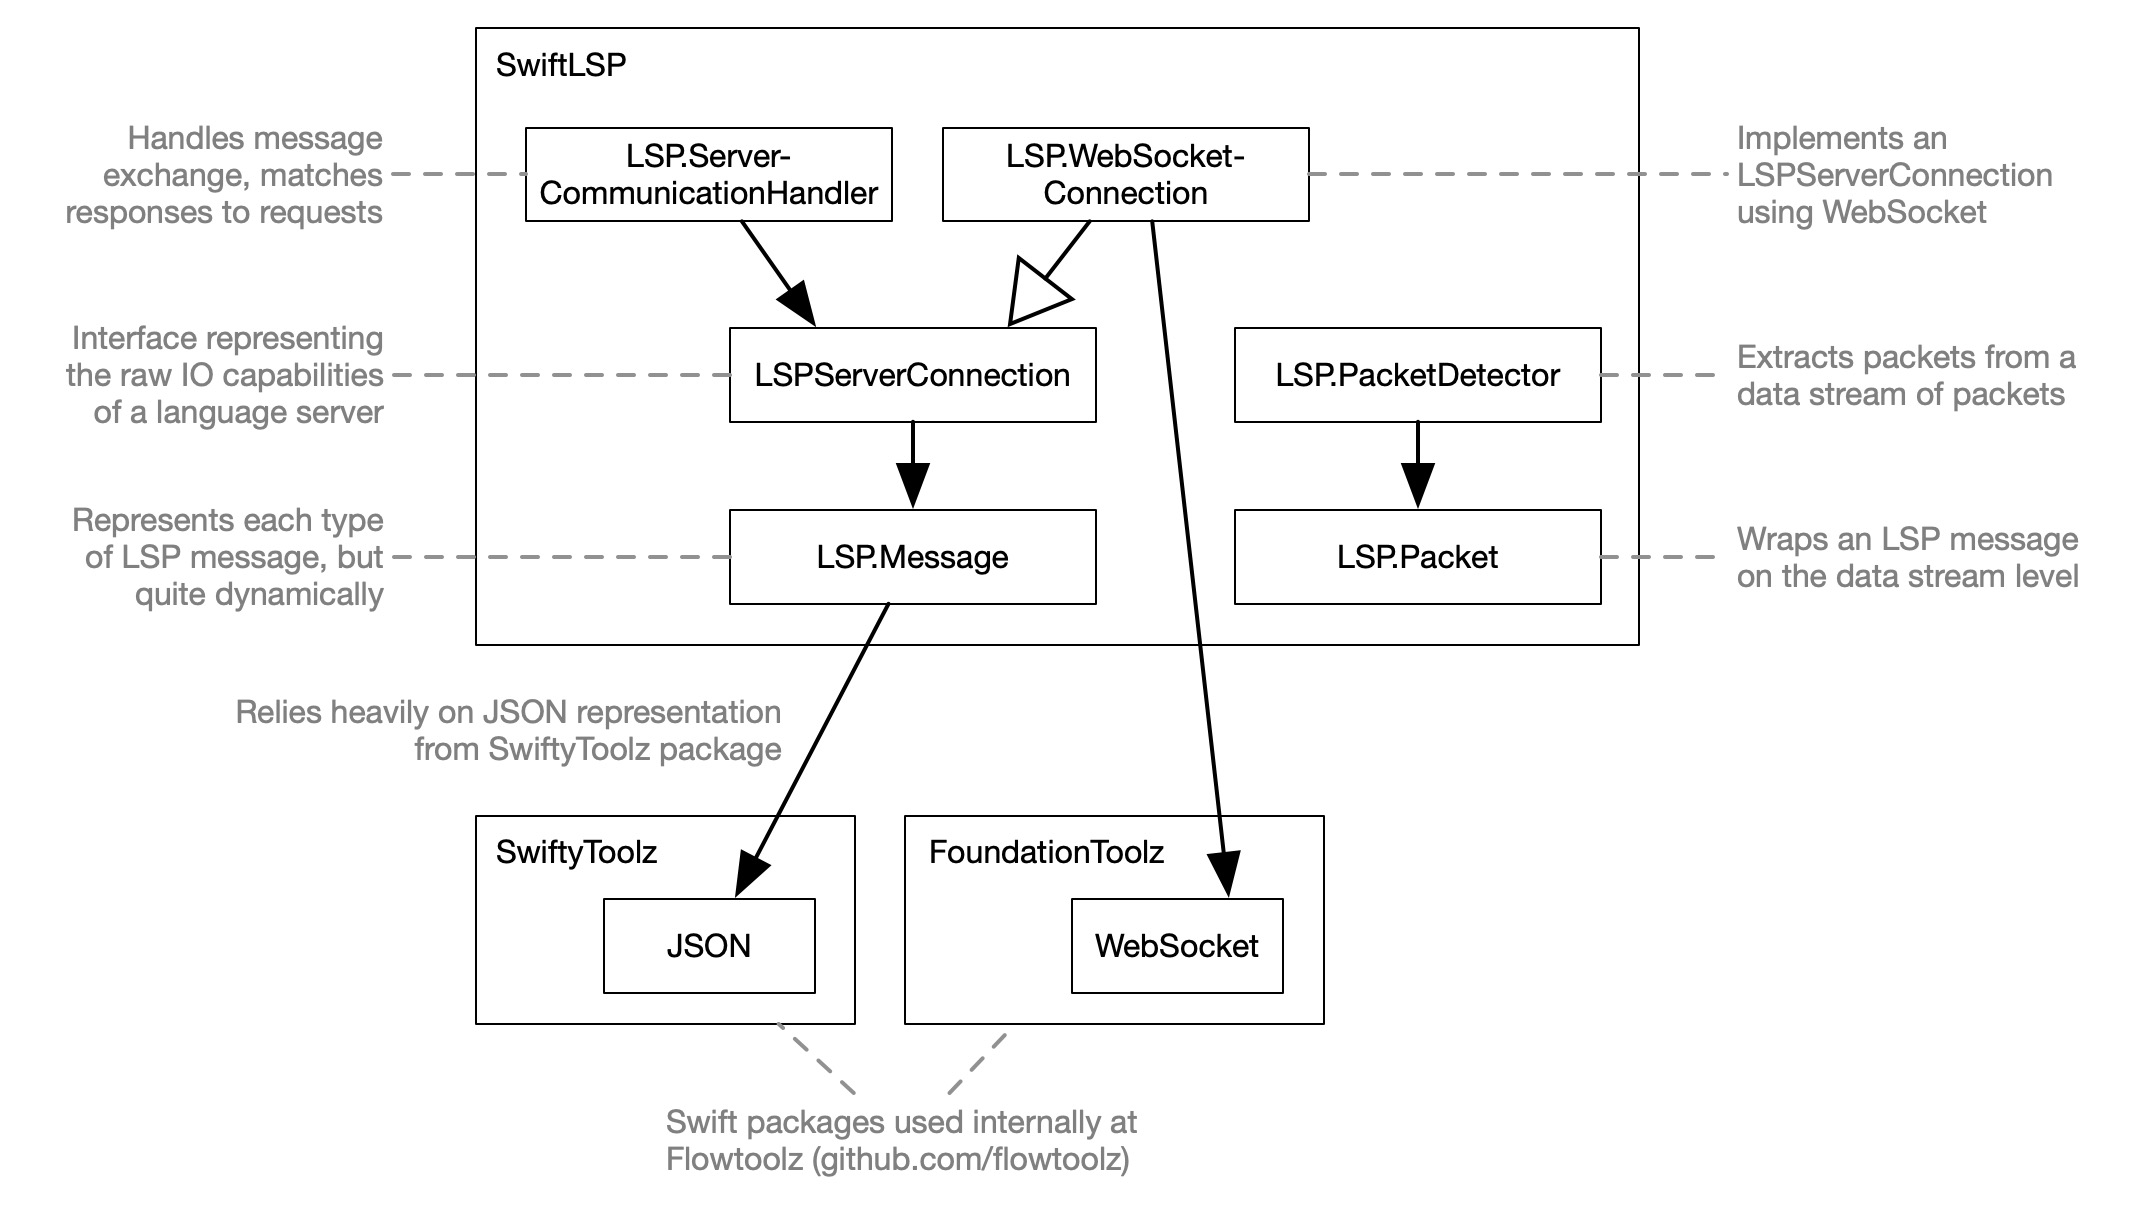 SwiftLSP
Handles message
exchange, matches
responses to requests
LSP.Server-
CommunicationHandler
LSP.WebSocket-
Connection
Implements an
LSPServerConnection
using WebSocket
Interface representing
the raw IO capabilities
of a language server
LSPServerConnection
LSP.PacketDetector
Extracts packets from a
data stream of packets
Represents each type
of LSP message, but
quite dynamically
LSP.Message
LSP.Packet
Wraps an LSP message
on the data stream level
Relies heavily on JSON representation
from SwiftyToolz package
SwiftyToolz
JSON
FoundationToolz
WebSocket
Swift packages used internally at
Flowtoolz (github.com/flowtoolz)